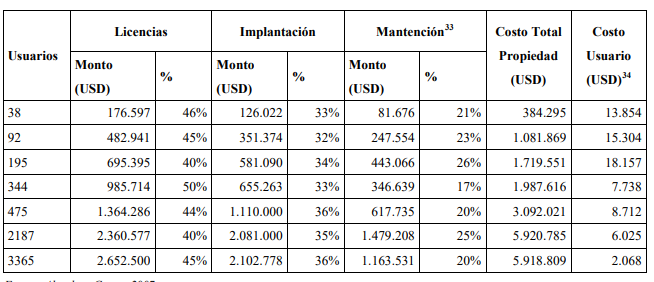 Usuarios Licencias Implantación Mantención33 Costo Total Propiedad (USD) Costo Usuario (USD)34
Monto (USD) % Monto (USD) % Monto (USD) %
38 176.597 46% 126.022 33% 81.676 21% 384.295 13.854
92 482.941 45% 351.374 32% 247.554 23% 1.081.869 15.304
195 695.395 40% 581.090 34% 443.066 26% 1.719.551 18.157
344 985.714 50% 655.263 33% 346.639 17% 1.987.616 7.738
475 1.364.286 44% 1.110.000 36% 617.735 20% 3.092.021 8.712
2187 2.360.577 40% 2.081.000 35% 1.479.208 25% 5.920.785 6.025
3365 2.652.500 45% 2.102.778 36% 1.163.531 20% 5.918.809 2.068